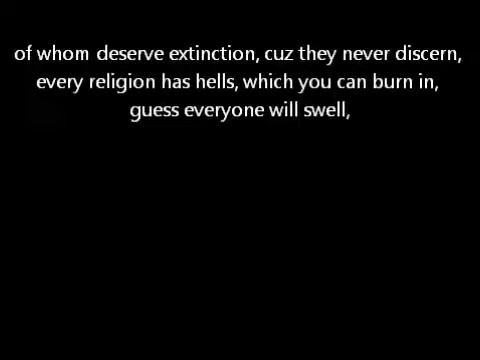 of whom deserve extinction, cuz they never discern,
every religion has hells, which you can burn in,
guess everyone will swell,